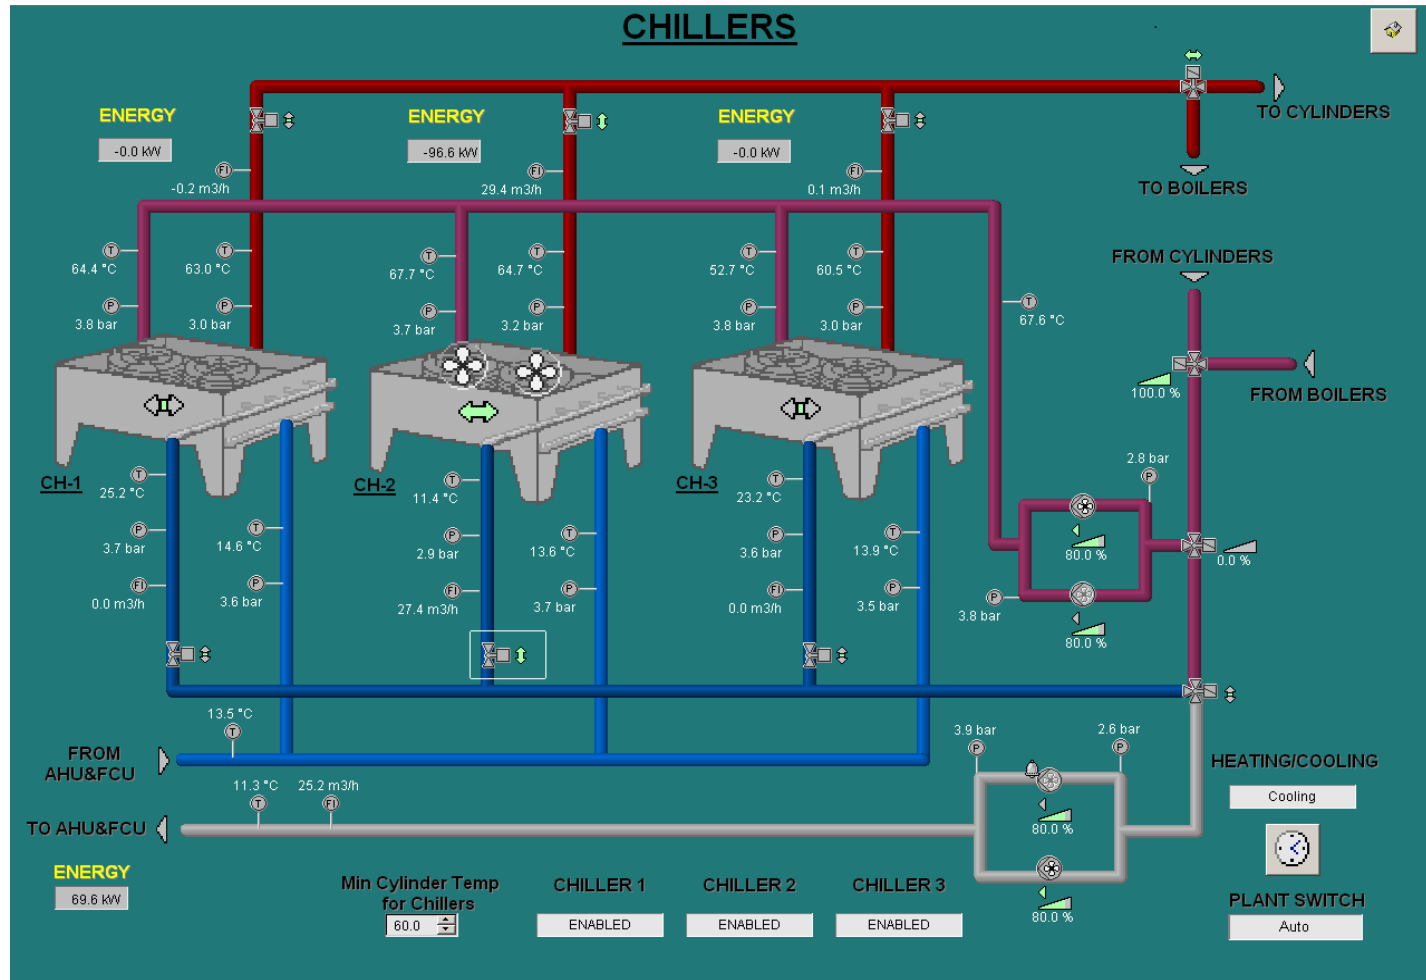 CHILLERS
ENERGY
-0.0 kW
ENERGY
-96.6 kW
ENERGY
-0.0 kW
TO CYLINDERS
TO BOILERS
FI
-0.2 m3/h
FI
29.4 m3/h
FI
0.1 m3/h
T
64.4 °C
T
63.0 °C
T
67.7 °C
T
64.7 °C
T
52.7 °C
T
60.5 °C
FROM CYLINDERS
P
3.8 bar
P
3.0 bar
P
3.7 bar
P
3.2 bar
P
3.8 bar
P
3.0 bar
T
67.6 °C
100.0 %
FROM BOILERS
CH-1
CH-2
CH-3
T
25.2 °C
T
11.4 °C
T
23.2 °C
2.8 bar
P
P
3.7 bar
T
14.6 °C
P
2.9 bar
T
13.6 °C
P
3.6 bar
T
13.9 °C
80.0 %
0.0 %
FI
0.0 m3/h
P
3.6 bar
FI
27.4 m3/h
P
3.7 bar
FI
0.0 m3/h
P
3.5 bar
P
3.8 bar
80.0 %
13.5 °C
T
FROM
AHU&FCU
3.9 bar
P
2.6 bar
P
11.3 °C
T
25.2 m3/h
FI
TO AHU&FCU
80.0 %
80.0 %
HEATING/COOLING
Cooling
ENERGY
69.6 kW
Min Cylinder Temp
for Chillers
60.0
CHILLER 1
ENABLED
CHILLER 2
ENABLED
CHILLER 3
ENABLED
PLANT SWITCH
Auto